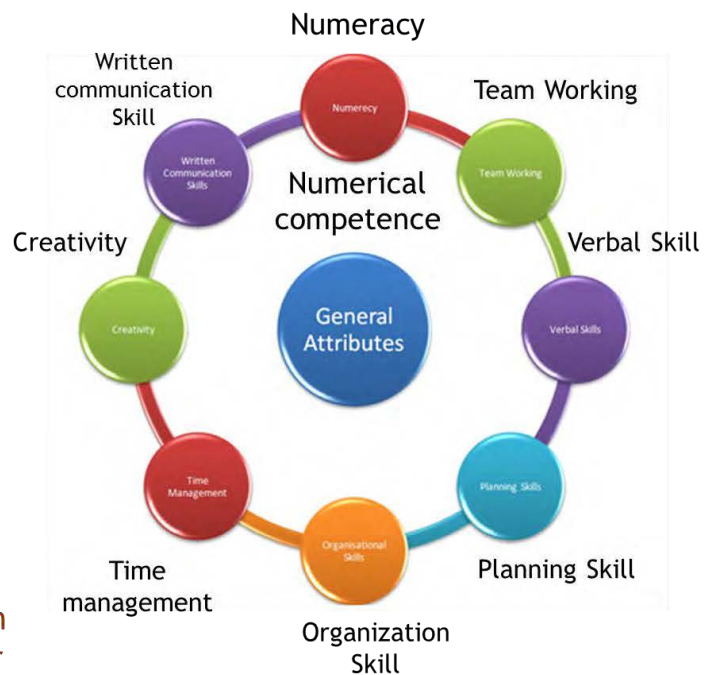 Numeracy
Written
communication
Skill
Team Working
Numerecy
Written
Communication
Skills
Team Working
Numerical
competence
Creativity
Verbal Skill
General
Attributes
Creativity
Verbal Skills
Time
Management
Planning Skills
Organisational
Skills
Time
management
Planning Skill
Organization
Skill